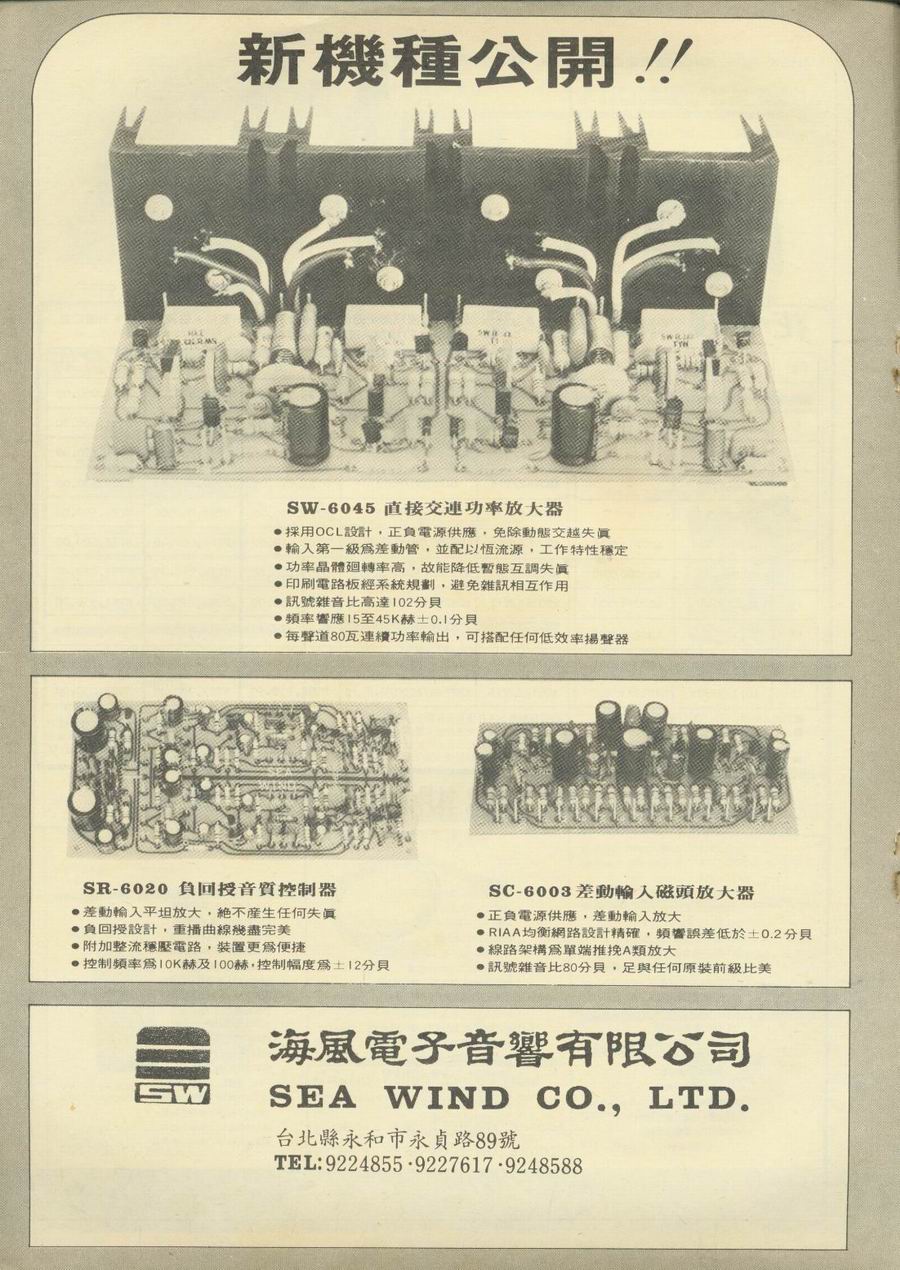 新機種公開!!
SW-6045 直接交連功率放大器
●採用OCL設計，正負電源供應，免除動態交越失眞
●輸入第一級爲差動管，並配以恆流源，工作特性穩定
●功率晶體廻轉率高，故能降低暫態互調失眞
●印刷電路板經系統規劃，避免雜訊相互作用
●訊號雜音比高達102分貝
●頻率響應15至45K赫±0.1分貝
●每聲道80瓦連續功率輸出，可搭配任何低效率揚聲器
SR-6020 負回授音質控制器
●差動輸入平坦放大，絕不產生任何失眞
●負回授設計，重播曲線幾盡完美
●附加整流穩壓電路，裝置更爲便捷
●控制頻率爲10K赫及100赫，控制幅度爲±12分貝
SC-6003差動輸入磁頭放大器
●正負電源供應，差動輸入放大
●RIAA均衡網路設計精確，頻響誤差低於±0.2分貝
●線路架構爲單端推挽A類放大
●訊號雜音比80分貝，足與任何原裝前級比美
SW
海風電子音響有限公司
SEA WIND CO., LTD.
台北縣永和市永貞路89號
TEL:9224855·9227617·9248588